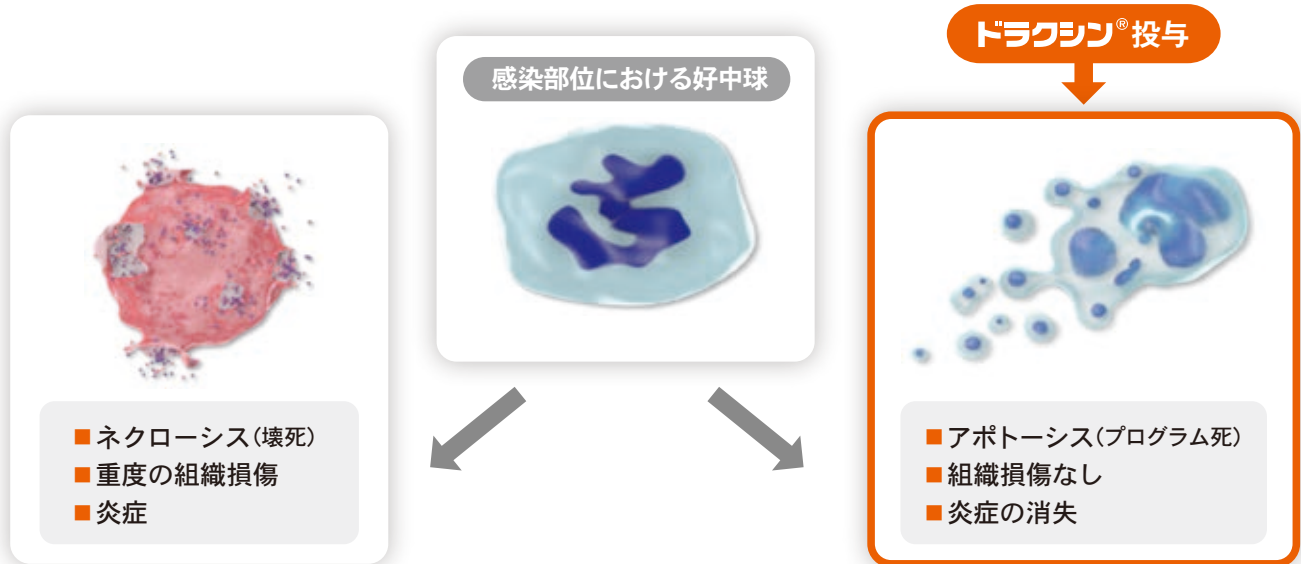 ドラクシン®投与
感染部位における好中球
■ネクローシス(壊死)
■重度の組織損傷
■炎症
■アポトーシス(プログラム死)
■組織損傷なし
■炎症の消失